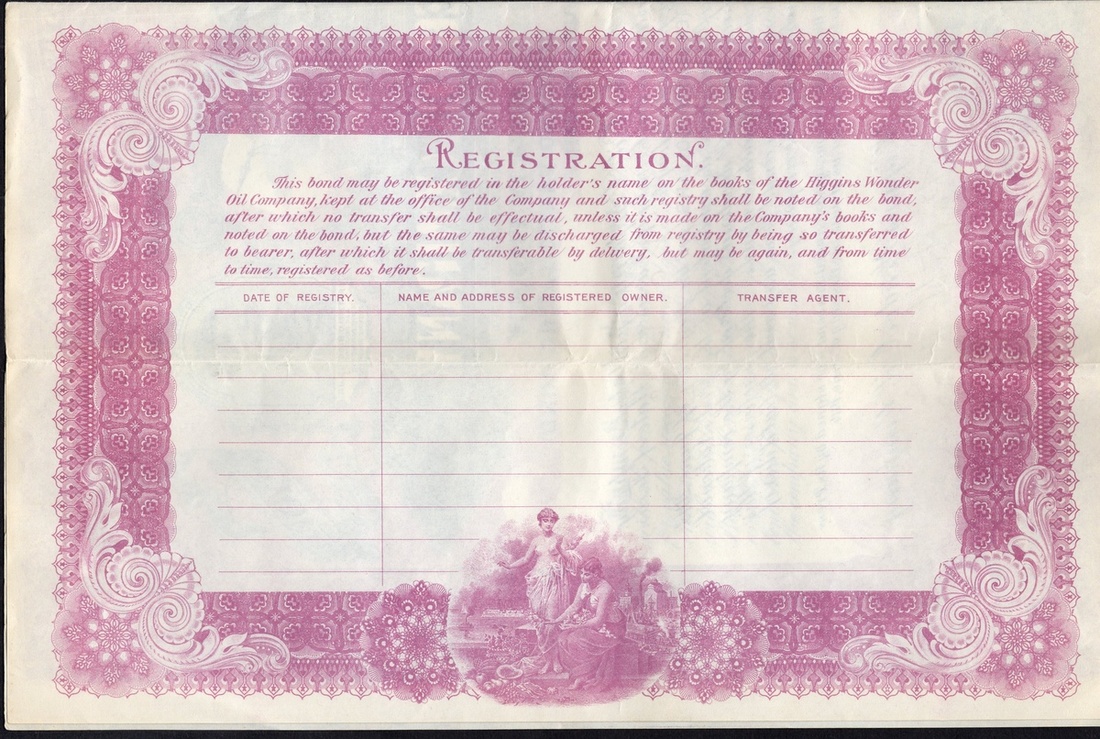 REGISTRATION.
This bond may be registered in the holder's name on the books of the Higgins Wonder
Oil Company, kept at the office of the Company and such registry shall be noted on the bond,
after which no transfer shall be effectual, unless it is made on the Company's books and
noted on the bond, but the same may be discharged from registry by being so transferred
to bearer, after which it shall be transferable by delivery, but may be again, and from time
to time, registered as before.
DATE OF REGISTRY. NAME AND ADDRESS OF REGISTERED OWNER. TRANSFER AGENT.